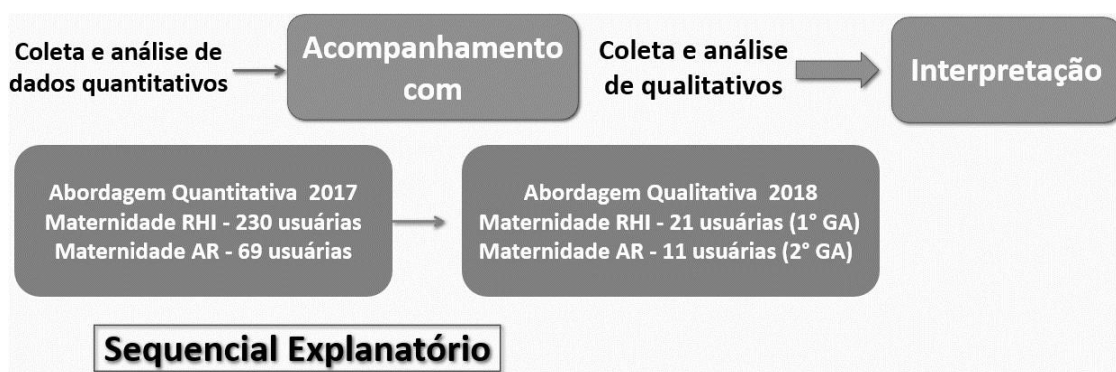 Coleta e análise de
dados quantitativos
Acompanhamento
com
Coleta e análise
de qualitativos
Interpretação
Abordagem Quantitativa 2017
Maternidade RHI - 230 usuárias
Maternidade AR - 69 usuárias
Abordagem Qualitativa 2018
Maternidade RHI - 21 usuárias (1° GA)
Maternidade AR - 11 usuárias (2° GA)
Sequencial Explanatório